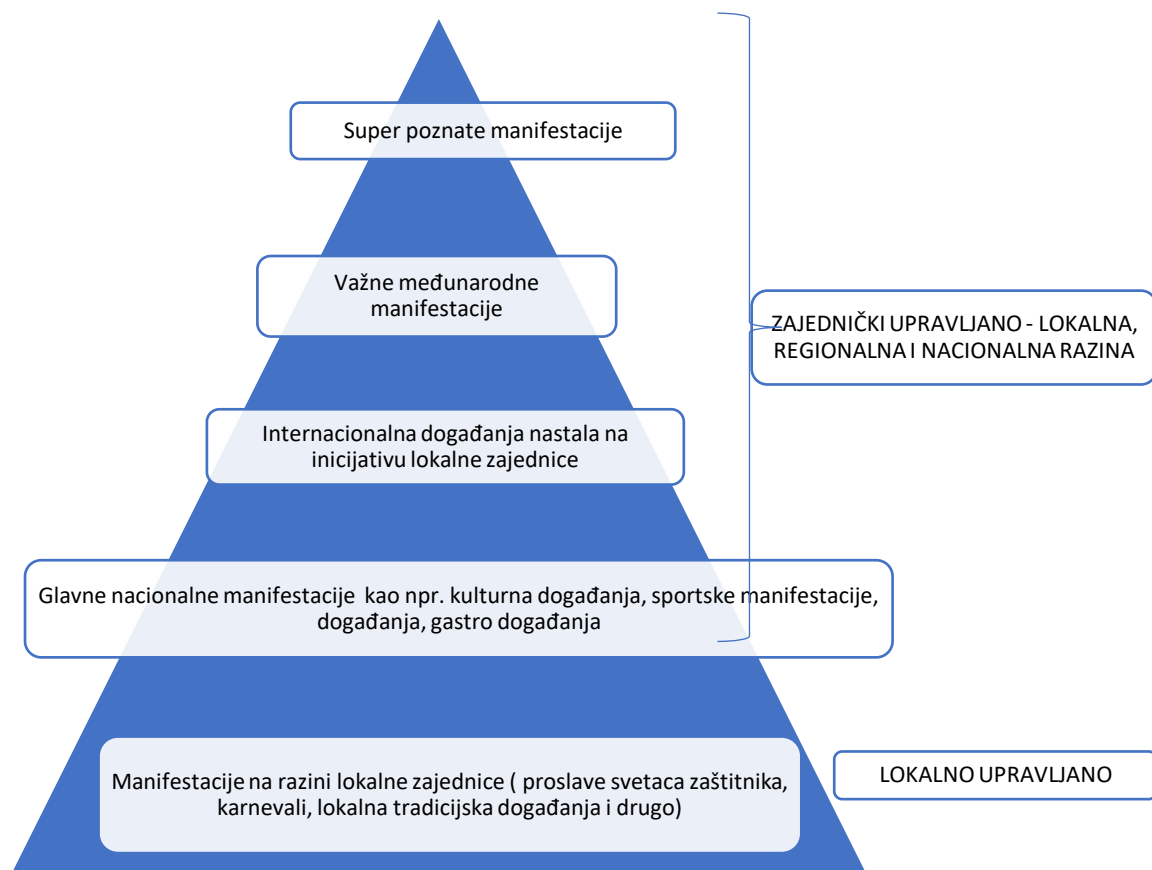 Super poznate manifestacije
Važne međunarodne
manifestacije
ZAJEDNIČKI UPRAVLJANO - LOKALNA,
REGIONALNA I NACIONALNA RAZINA
Internacionalna događanja nastala na
inicijativu lokalne zajednice
Glavne nacionalne manifestacije kao npr. kulturna događanja, sportske manifestacije,
događanja, gastro događanja
Manifestacije na razini lokalne zajednice ( proslave svetaca zaštitnika,
karnevali, lokalna tradicijska događanja i drugo)
LOKALNO UPRAVLJANO